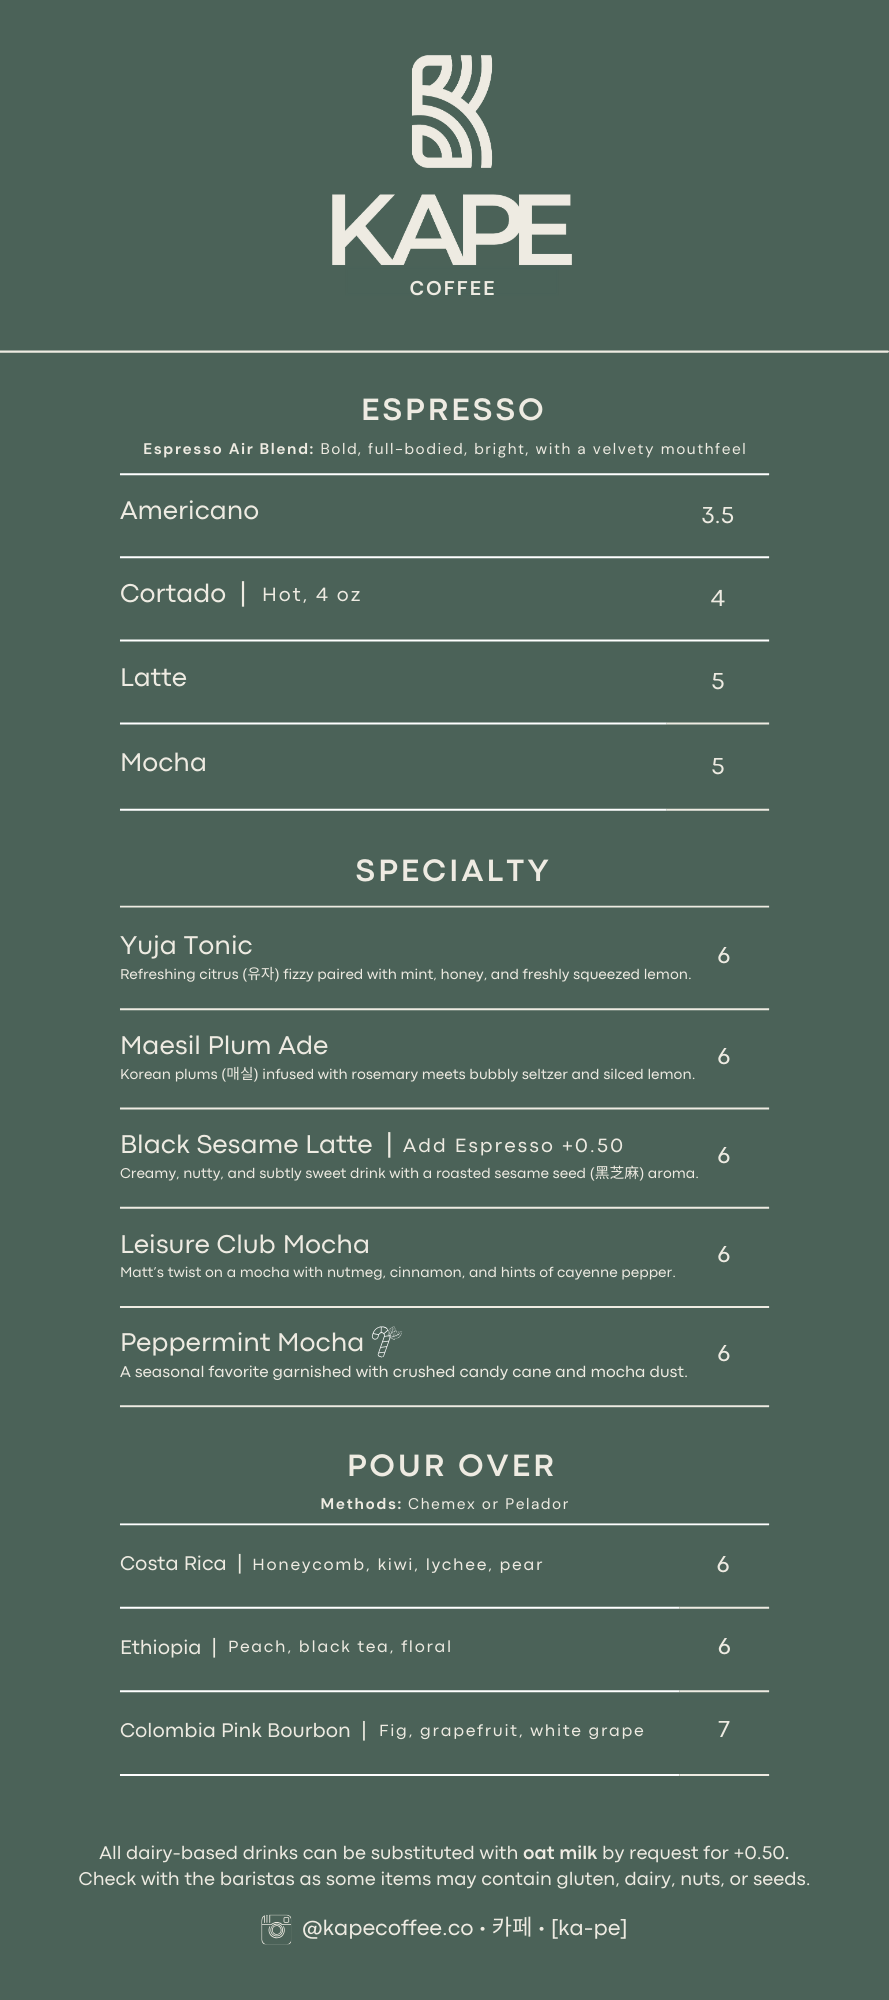 KAPE
COFFEE
ESPRESSO
Espresso Air Blend: Bold, full-bodied, bright, with a velvety mouthfeel
Americano 3.5
Cortado | Hot, 4 oz 4
Latte 5
Mocha 5
SPECIALTY
Yuja Tonic 6
Refreshing citrus (유자) fizzy paired with mint, honey, and freshly squeezed lemon.
Maesil Plum Ade 6
Korean plums (매실) infused with rosemary meets bubbly seltzer and silced lemon.
Black Sesame Latte | Add Espresso +0.50 6
Creamy, nutty, and subtly sweet drink with a roasted sesame seed (黑芝麻) aroma.
Leisure Club Mocha 6
Matt's twist on a mocha with nutmeg, cinnamon, and hints of cayenne pepper.
Peppermint Mocha 6
A seasonal favorite garnished with crushed candy cane and mocha dust.
POUR OVER
Methods: Chemex or Pelador
Costa Rica | Honeycomb, kiwi, lychee, pear 6
Ethiopia | Peach, black tea, floral 6
Colombia Pink Bourbon | Fig, grapefruit, white grape 7
All dairy-based drinks can be substituted with oat milk by request for +0.50.
Check with the baristas as some items may contain gluten, dairy, nuts, or seeds.
@kapecoffee.co • 카페 • [ka-pe]